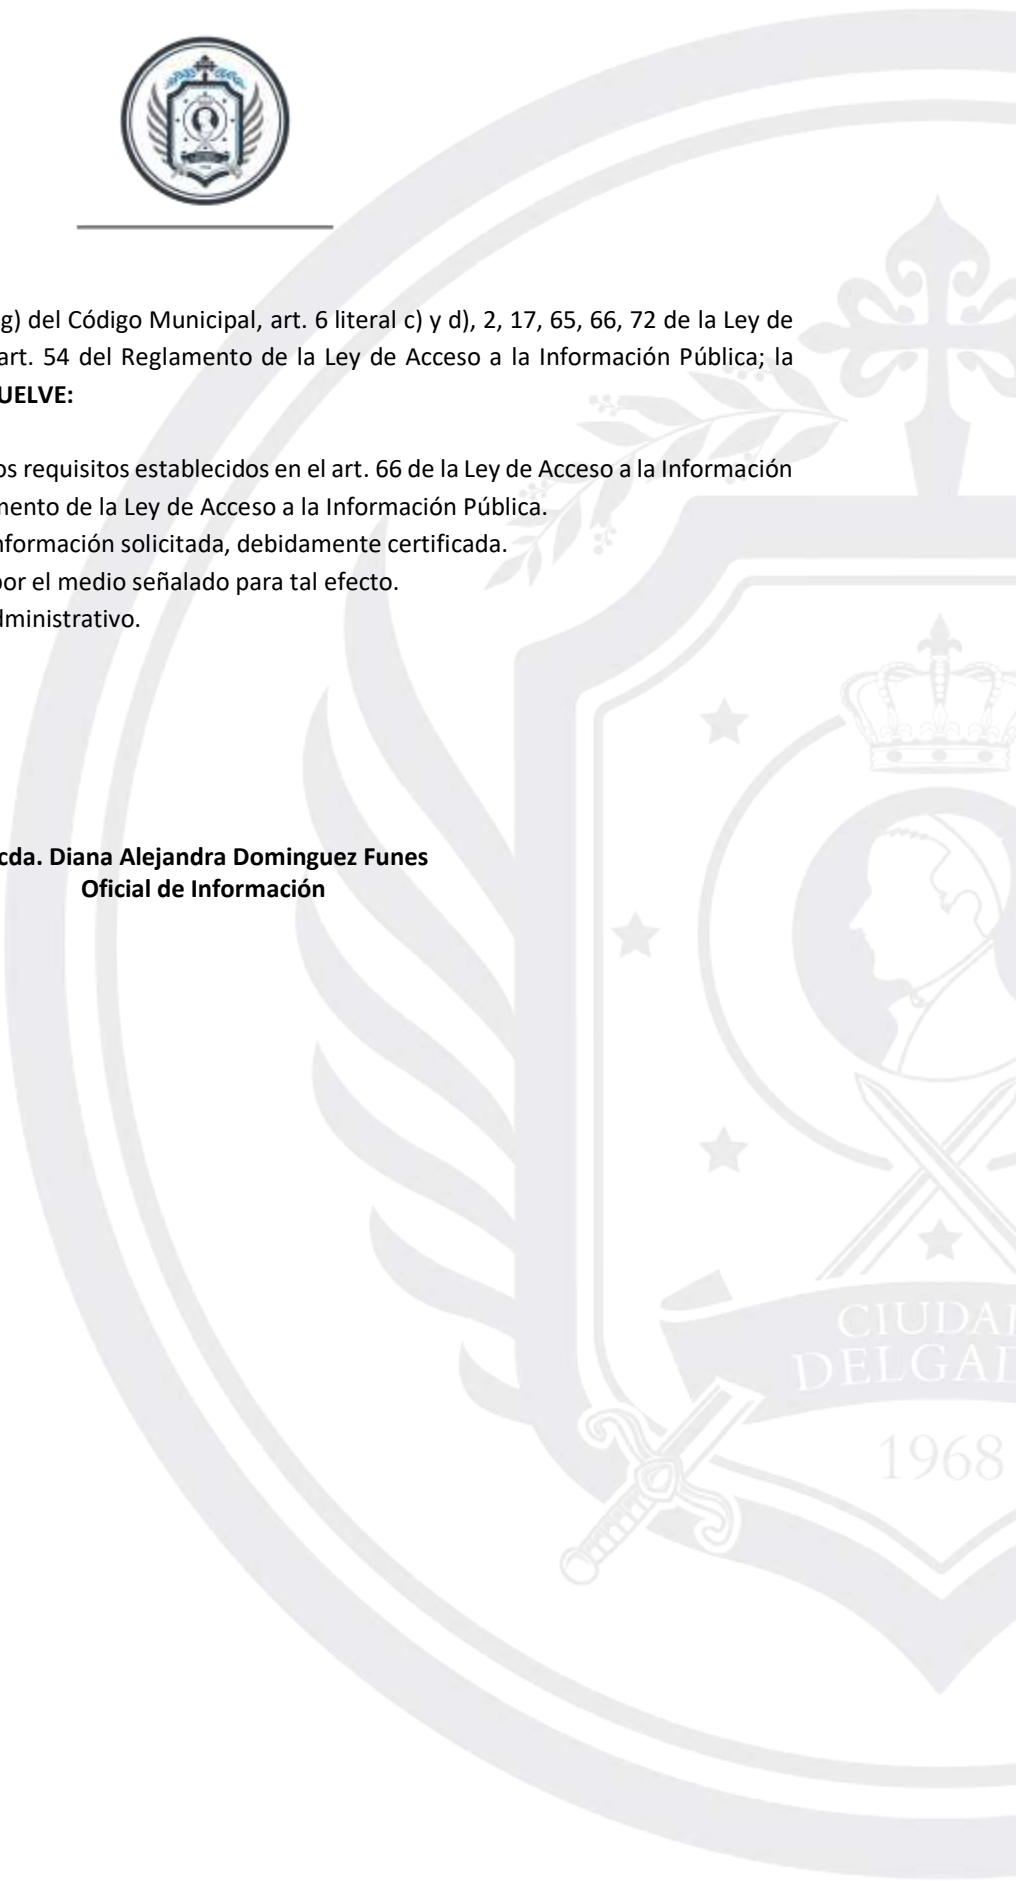 g) del Código Municipal, art. 6 literal c) y d), 2, 17, 65, 66, 72 de la Ley de
art. 54 del Reglamento de la Ley de Acceso a la Información Pública; la
UELVE:
os requisitos establecidos en el art. 66 de la Ley de Acceso a la Información
mento de la Ley de Acceso a la Información Pública.
nformación solicitada, debidamente certificada.
por el medio señalado para tal efecto.
dministrativo.
cda. Diana Alejandra Dominguez Funes
Oficial de Información
CIUDA
DELGAD
1968